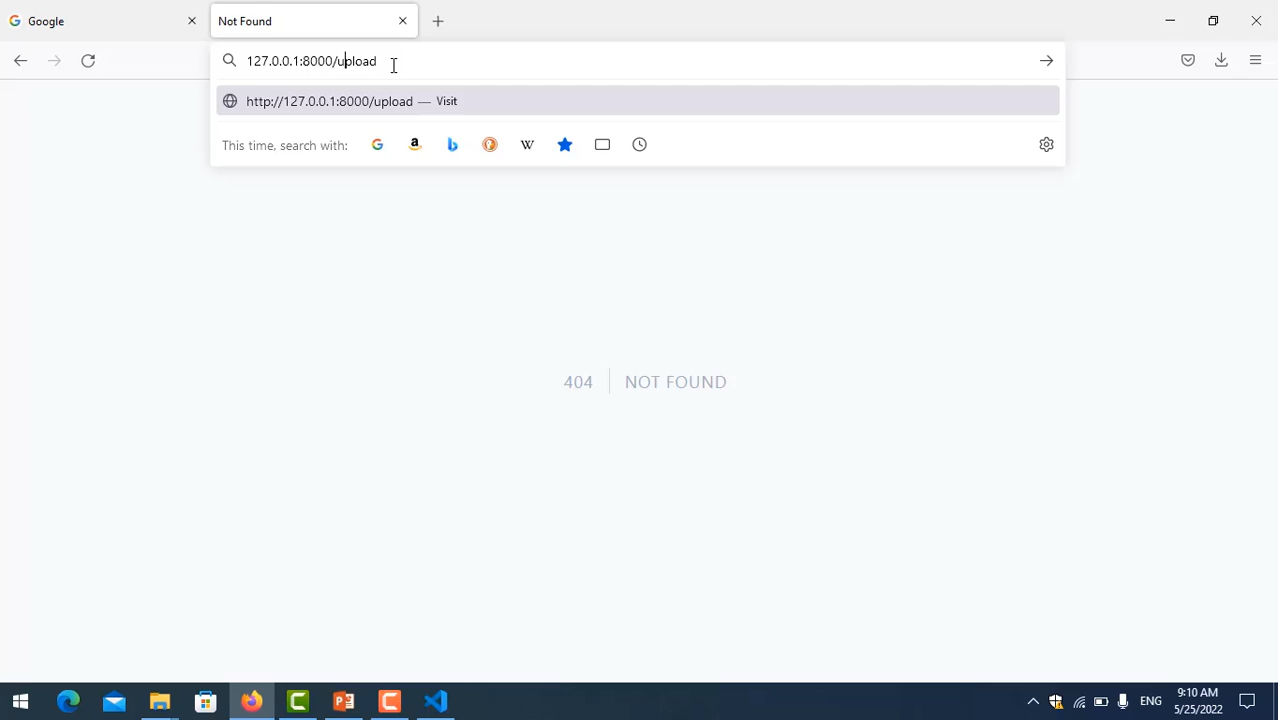 Google
Not Found
127.0.0.1:8000/upload
http://127.0.0.1:8000/upload — Visit
This time, search with:
404 NOT FOUND
ENG
9:10 AM
5/25/2022